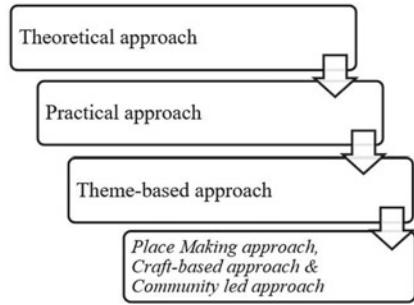 Theoretical approach
Practical approach
Theme-based approach
Place Making approach,
Craft-based approach &
Community led approach